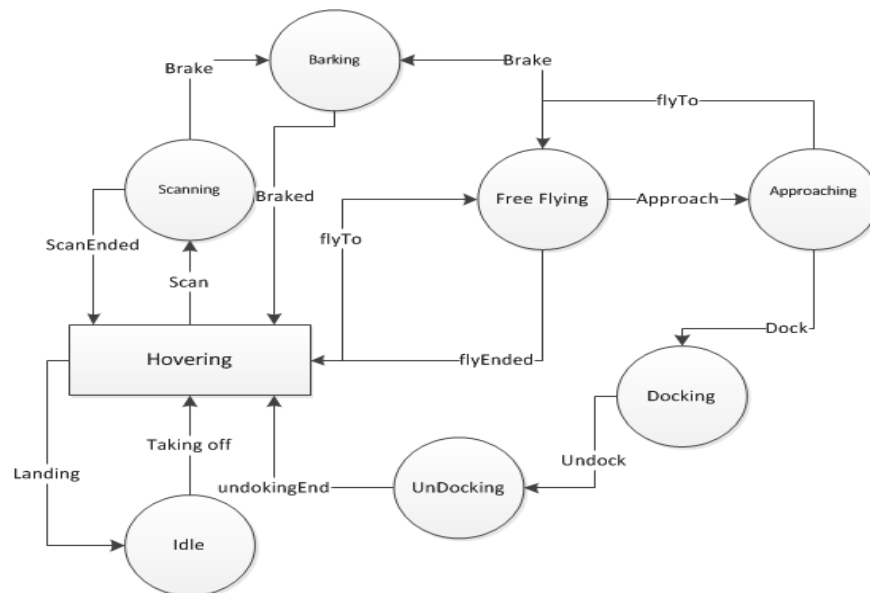 Barking
Brake
Brake
flyTo
Scanning
Braked
Free Flying
Approach
Approaching
ScanEnded
flyTo
Scan
Dock
Hovering
flyEnded
Docking
Taking off
Undock
Landing
undokingEnd
UnDocking
Idle